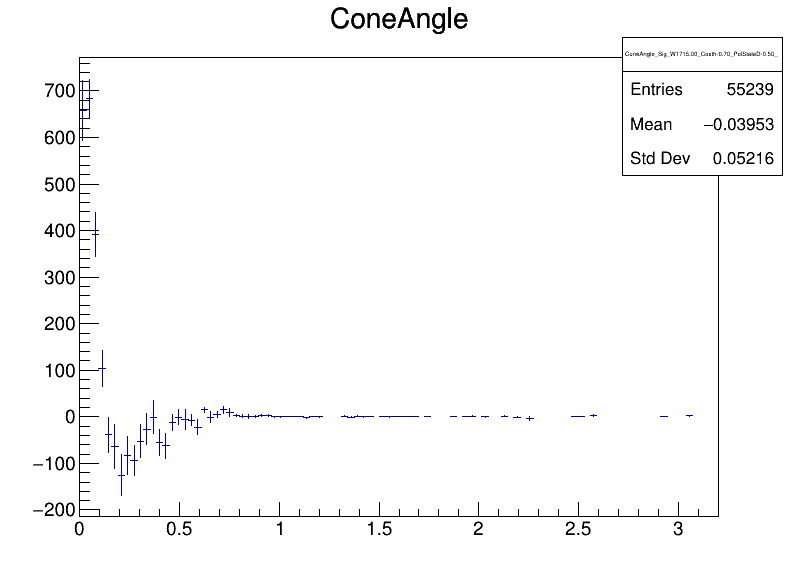 ConeAngle
ConeAngle_Sig_W1715.00_Costh-0.70_PolStateD-0.50_
Entries 55239
Mean −0.03953
Std Dev 0.05216
700
600
500
400
300
200
100
0
−100
−200
0 0.5 1 1.5 2 2.5 3